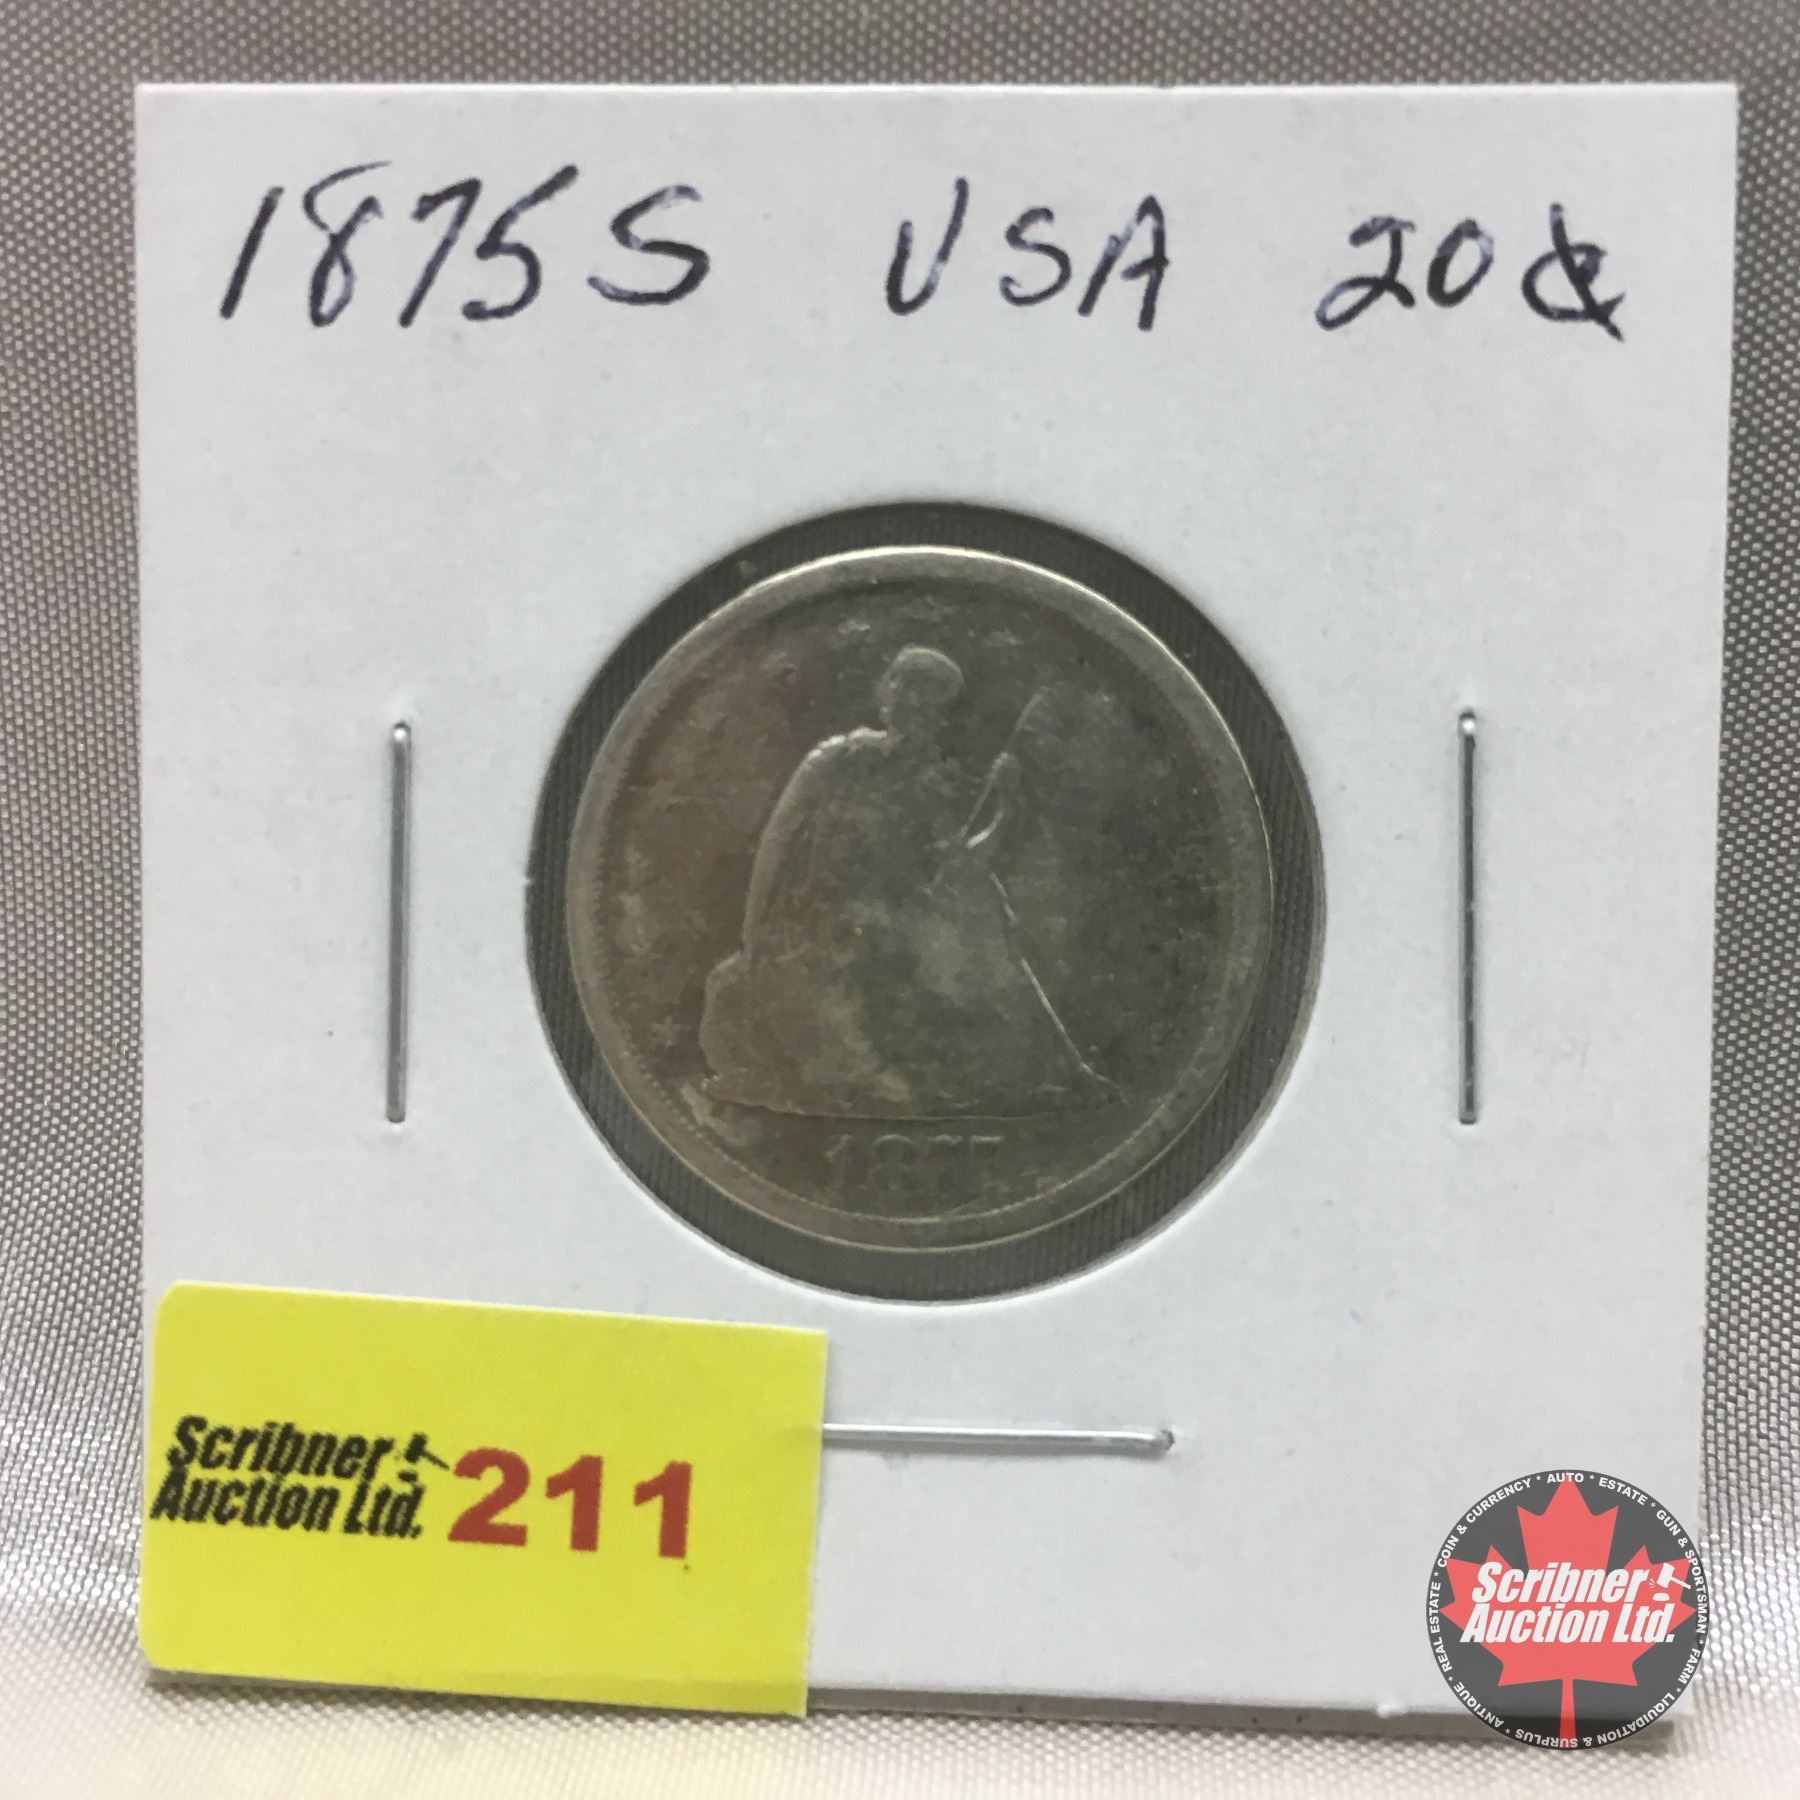 1875S USA 20¢
1875
Scribner
Auction Ltd.
211
REAL ESTATE * COIN & CURRENCY * AUTO * ESTATE * GUN & SPORTSMAN * FARM * LIQUIDATION & SURPLUS * ANTIQUE *
Scribner
Auction Ltd.